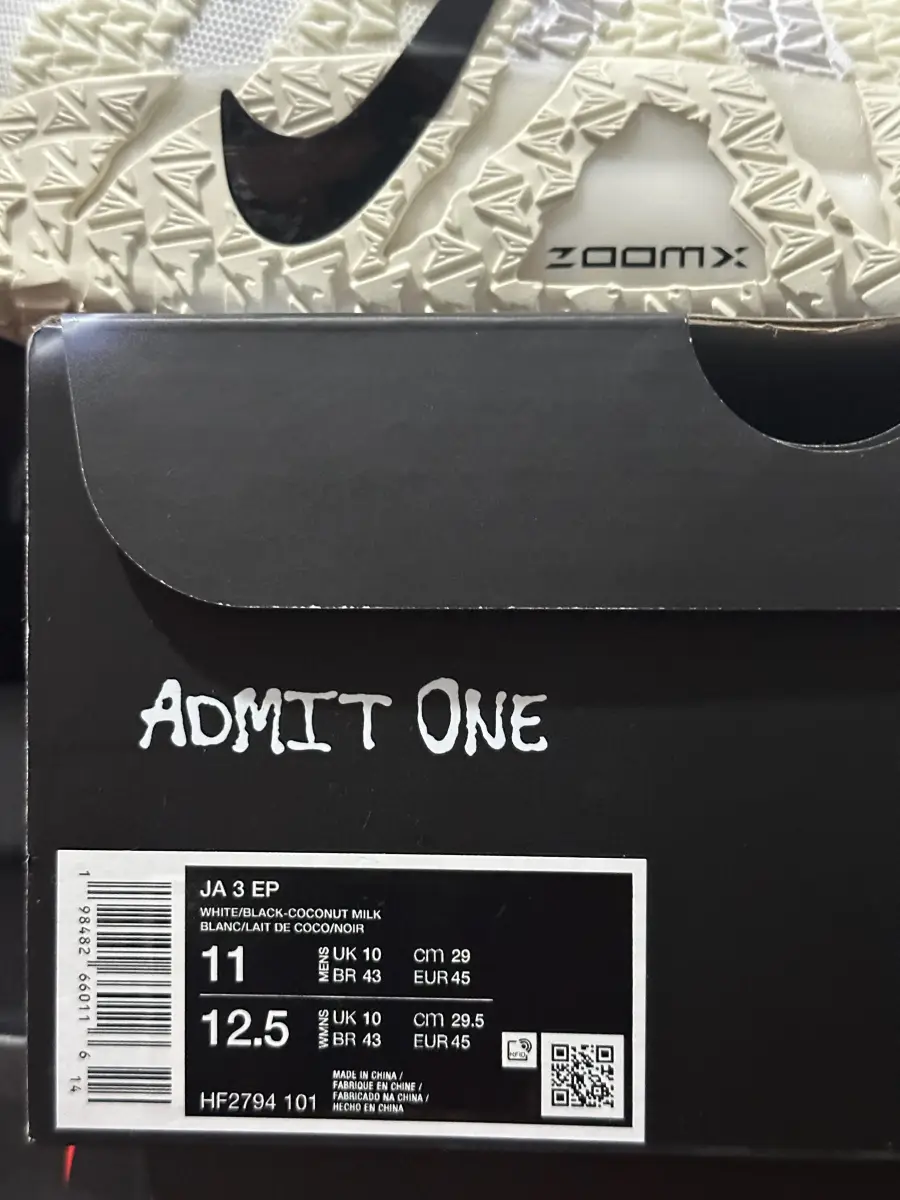 ZOOMX
ADMIT ONE
1 98482 66011 6 14
JA 3 EP
WHITE/BLACK-COCONUT MILK
BLANC/LAIT DE COCO/NOIR
11 MENS UK 10 cm 29
BR 43 EUR 45
12.5 WMNS UK 10 cm 29.5
BR 43 EUR 45
RFID
HF2794 101
MADE IN CHINA /
FABRIQUE EN CHINE /
FABRICADO NA CHINA /
HECHO EN CHINA